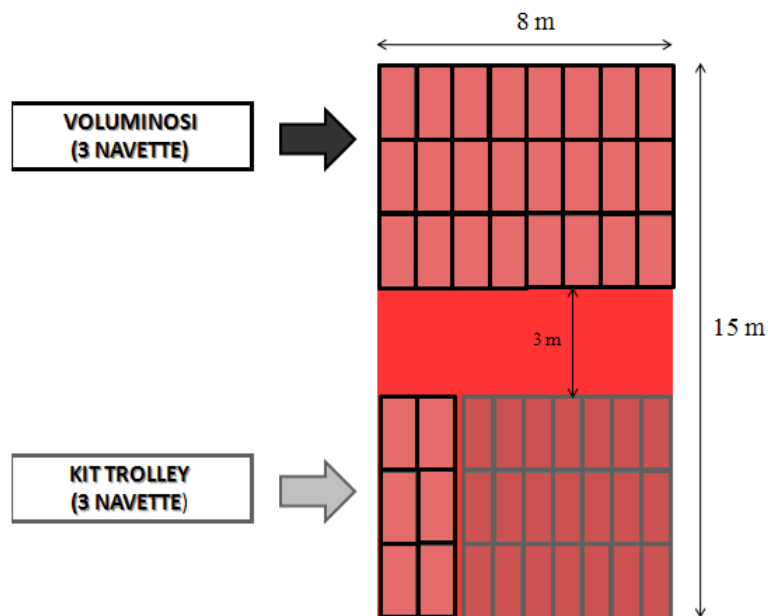 8 m
VOLUMINOSI
(3 NAVETTE)
15 m
3 m
KIT TROLLEY
(3 NAVETTE)